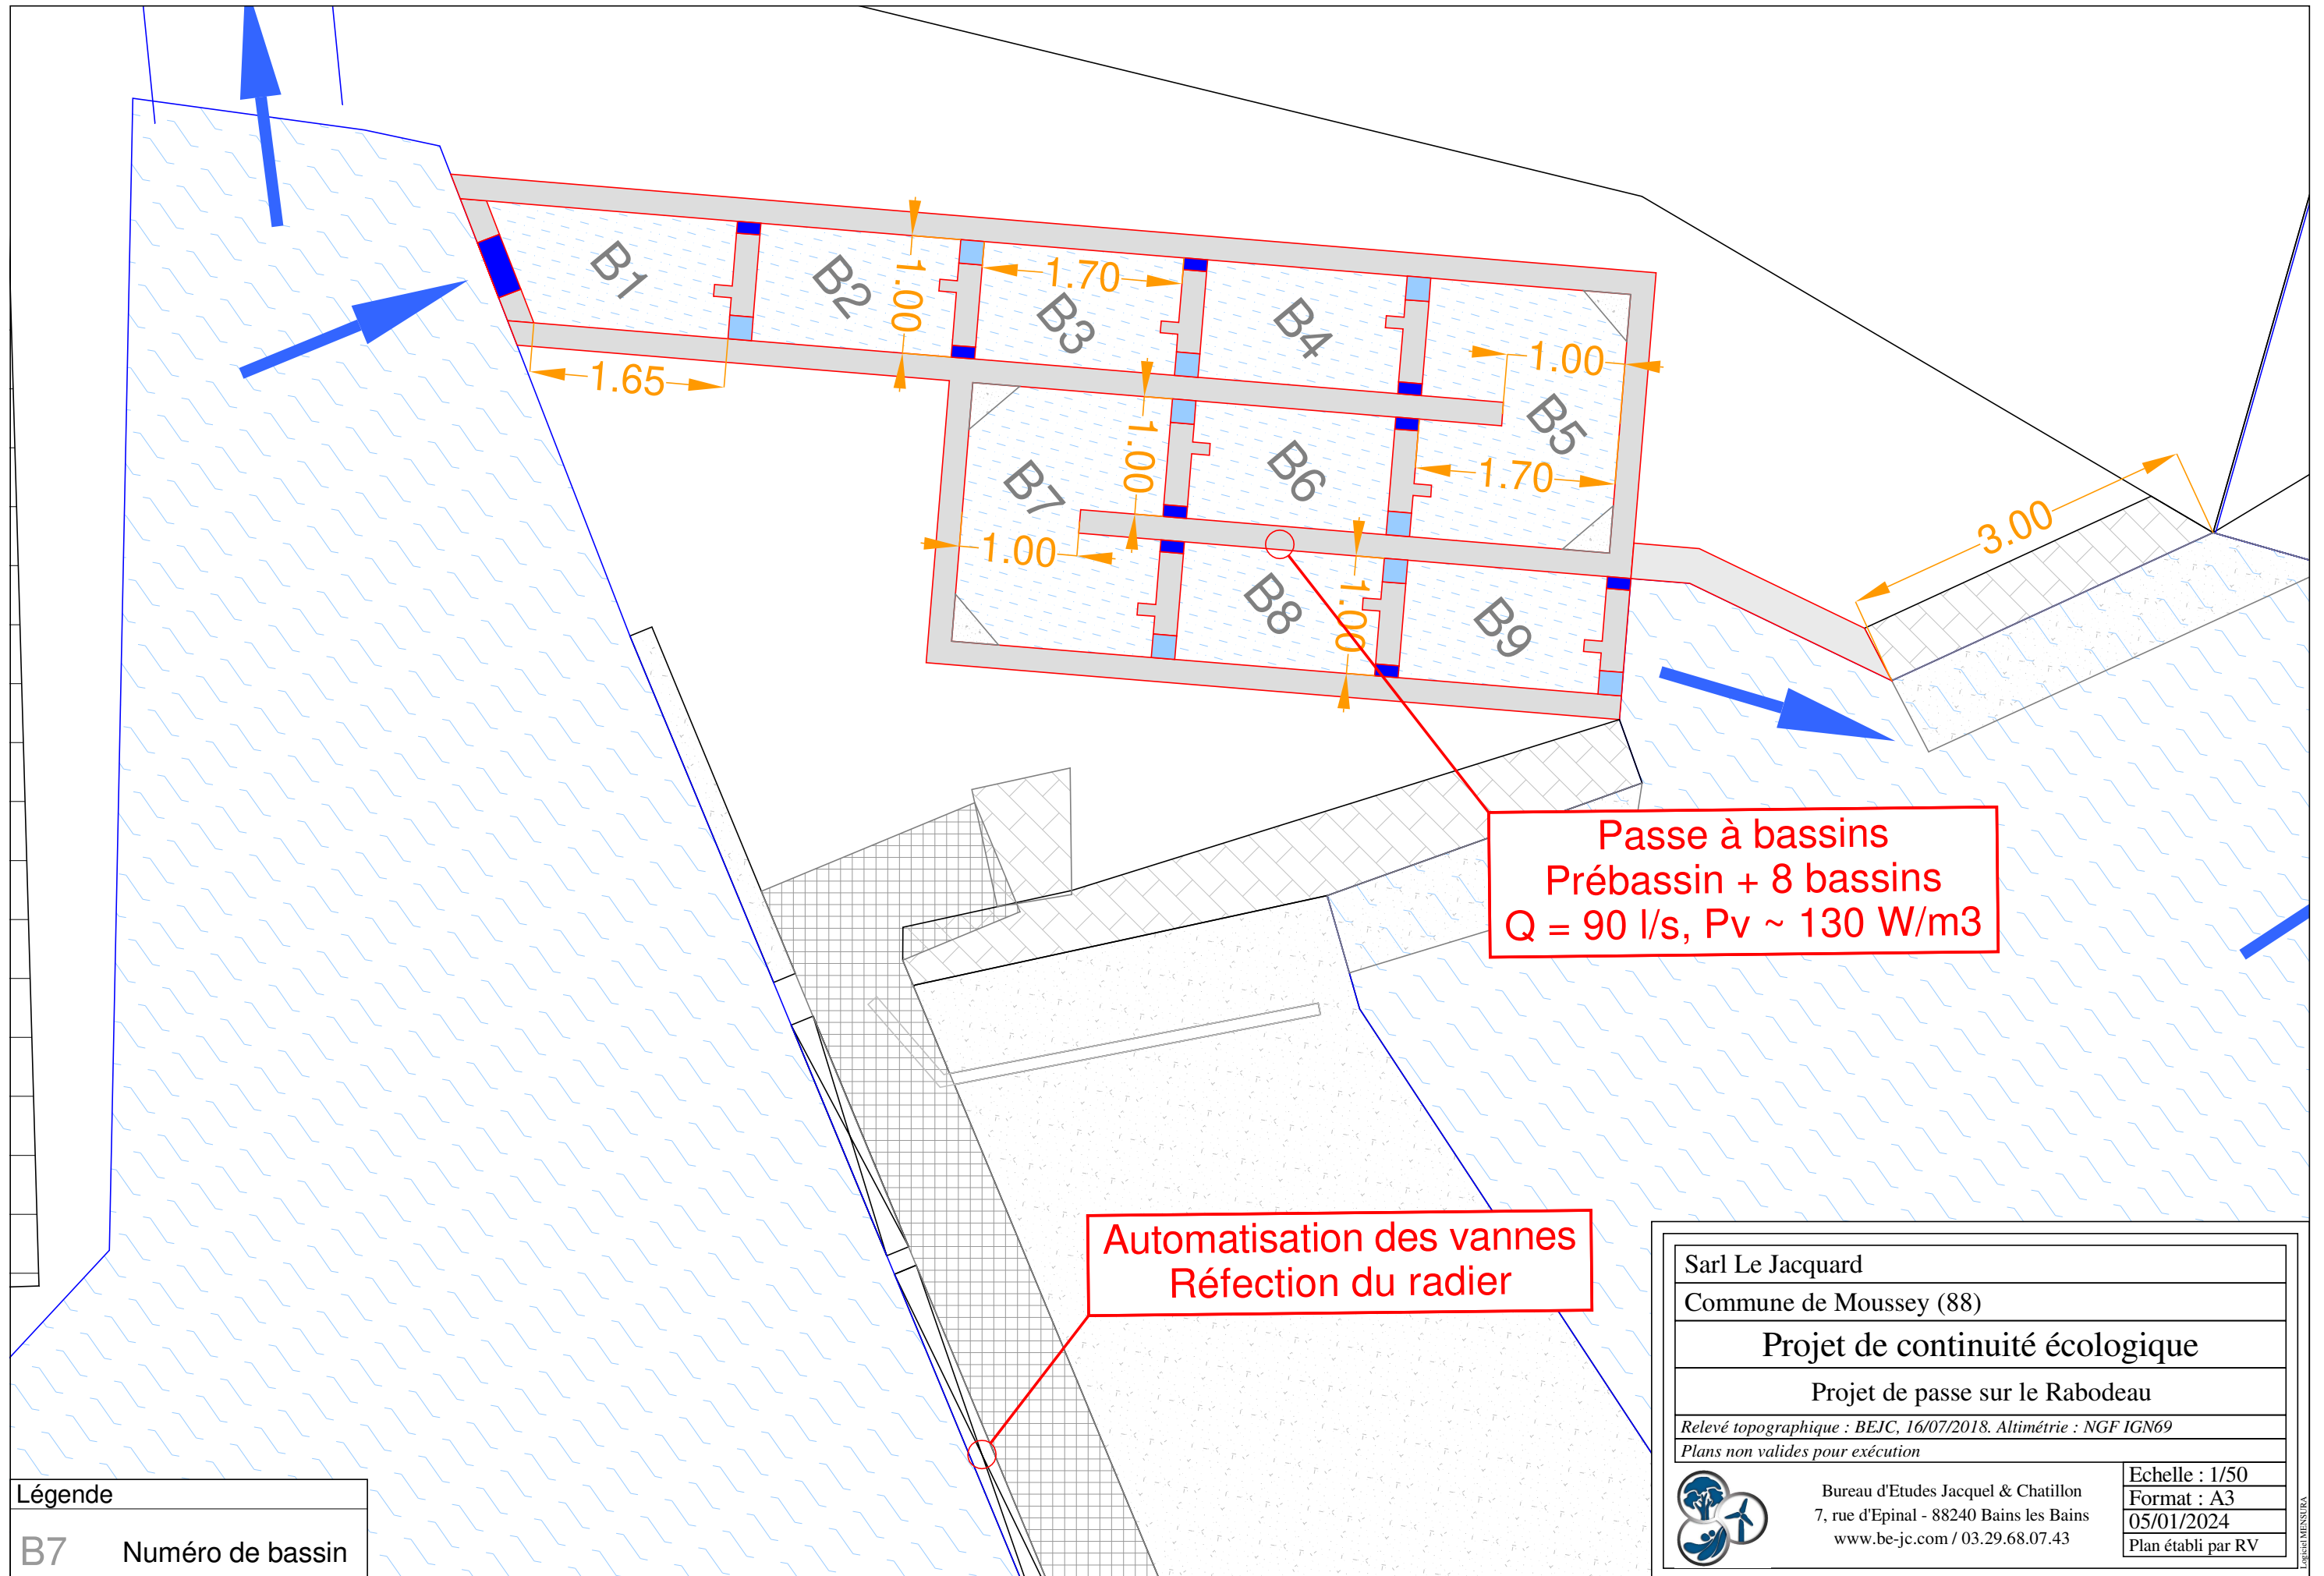 B1
B2
B3
B4
B5
B6
B7
B8
B9
1.00
1.70
1.65
1.00
1.00
1.70
1.00
1.00
3.00
Passe à bassins
Prébassin + 8 bassins
Q = 90 l/s, Pv ~ 130 W/m3
Automatisation des vannes
Réfection du radier
Légende
B7 Numéro de bassin
Sarl Le Jacquard
Commune de Moussey (88)
Projet de continuité écologique
Projet de passe sur le Rabodeau
Relevé topographique : BEJC, 16/07/2018. Altimétrie : NGF IGN69
Plans non valides pour exécution
Bureau d'Etudes Jacquel & Chatillon
7, rue d'Epinal - 88240 Bains les Bains
www.be-jc.com / 03.29.68.07.43
Echelle : 1/50
Format : A3
05/01/2024
Plan établi par RV
Logiciel MENSURA